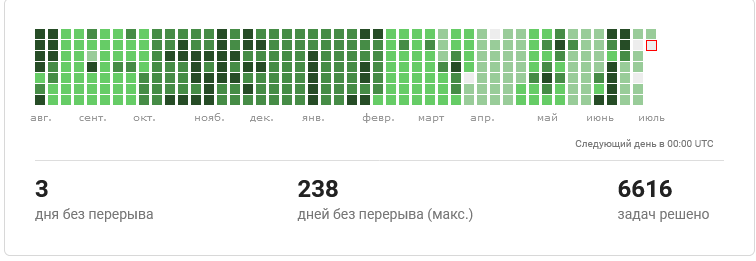 авг. сент. окт. нояб. дек. янв. февр. март апр. май июнь июль
Следующий день в 00:00 UTC
3 238 6616
дня без перерыва дней без перерыва (макс.) задач решено